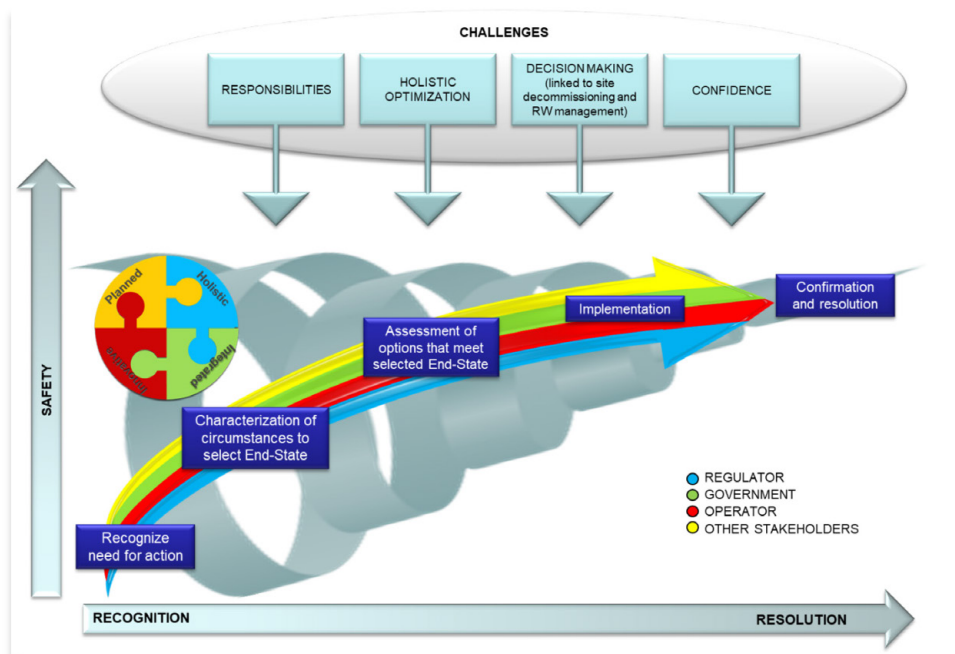 CHALLENGES
RESPONSIBILITIES
HOLISTIC
OPTIMIZATION
DECISION MAKING
(linked to site
decommissioning and
RW management)
CONFIDENCE
SAFETY
Planned
Holistic
Integrated
Confirmation
and resolution
Implementation
Assessment of
options that meet
selected End-State
Characterization of
circumstances to
select End-State
Recognize
need for action
REGULATOR
GOVERNMENT
OPERATOR
OTHER STAKEHOLDERS
RECOGNITION
RESOLUTION